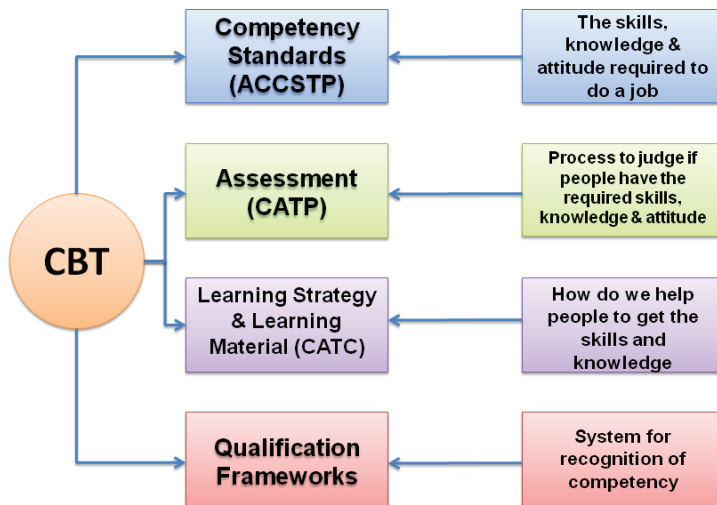 Competency
Standards
(ACCSTP)
The skills,
knowledge &
attitude required to
do a job
Assessment
(CATP)
Process to judge if
people have the
required skills,
knowledge & attitude
CBT
Learning Strategy
& Learning
Material (CATC)
How do we help
people to get the
skills and
knowledge
Qualification
Frameworks
System for
recognition of
competency